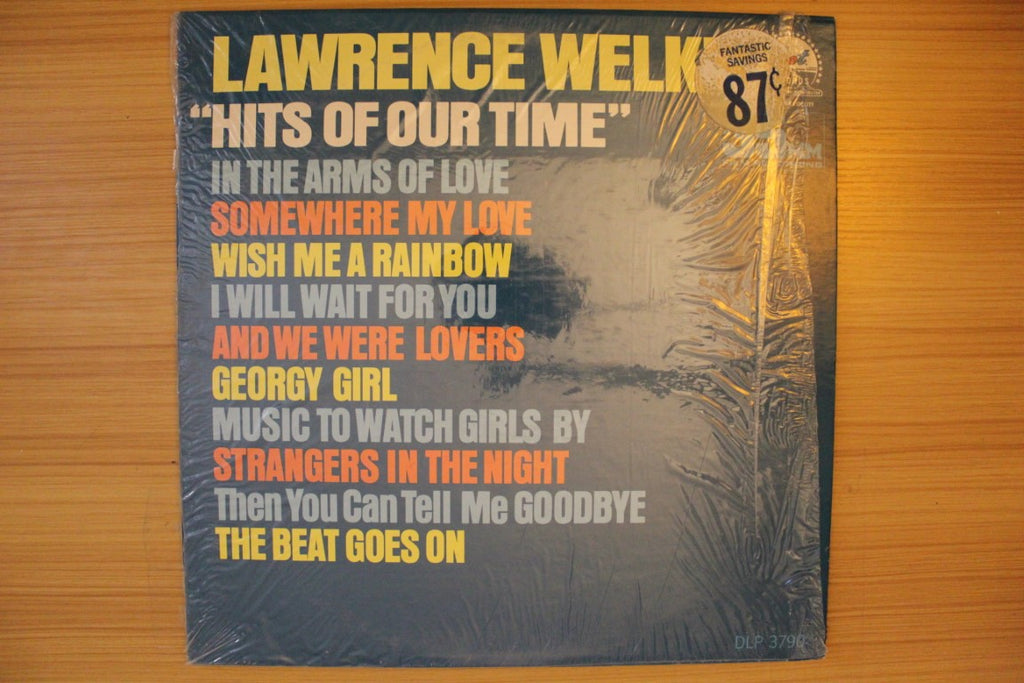 LAWRENCE WELK
FANTASTIC
SAVINGS
87¢
"HITS OF OUR TIME"
IN THE ARMS OF LOVE
SOMEWHERE MY LOVE
WISH ME A RAINBOW
I WILL WAIT FOR YOU
AND WE WERE LOVERS
GEORGY GIRL
MUSIC TO WATCH GIRLS BY
STRANGERS IN THE NIGHT
Then You Can Tell Me GOODBYE
THE BEAT GOES ON
DLP 3790